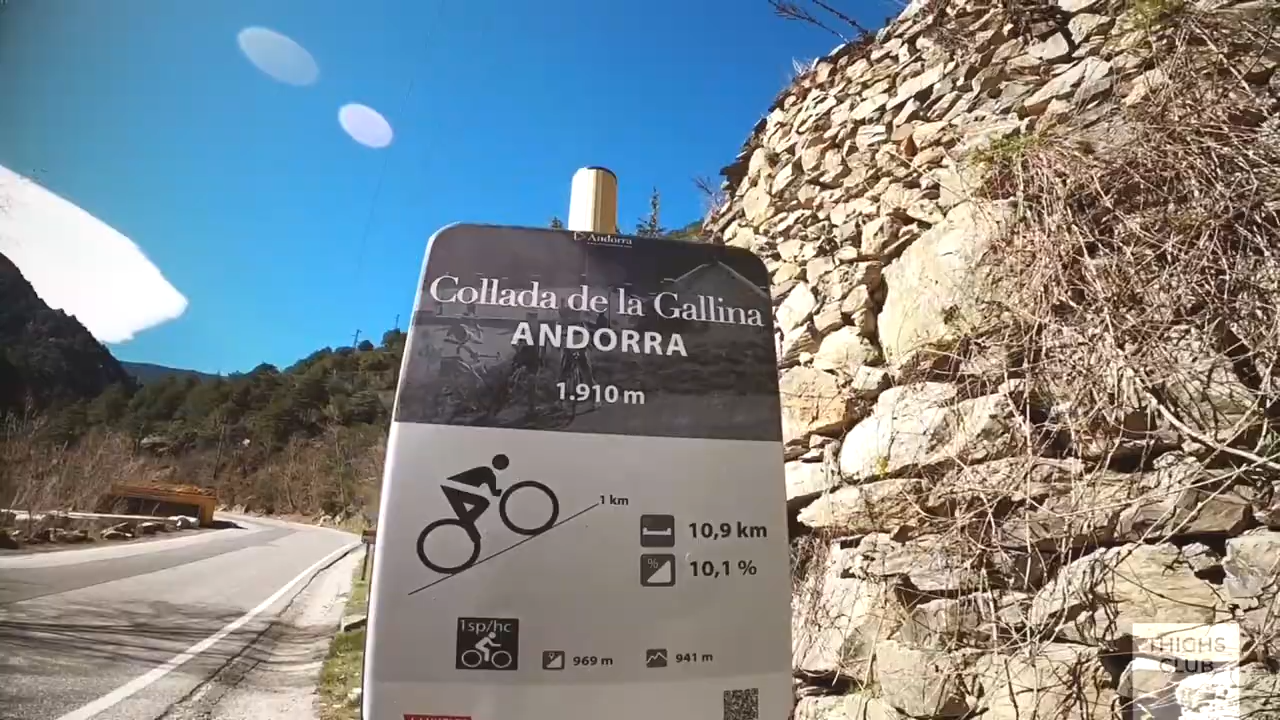 Andorra
Collada de la Gallina
ANDORRA
1.910 m
1 km
10,9 km
%
10,1 %
1sp/hc
969 m
941 m
THIGHS
CLUB